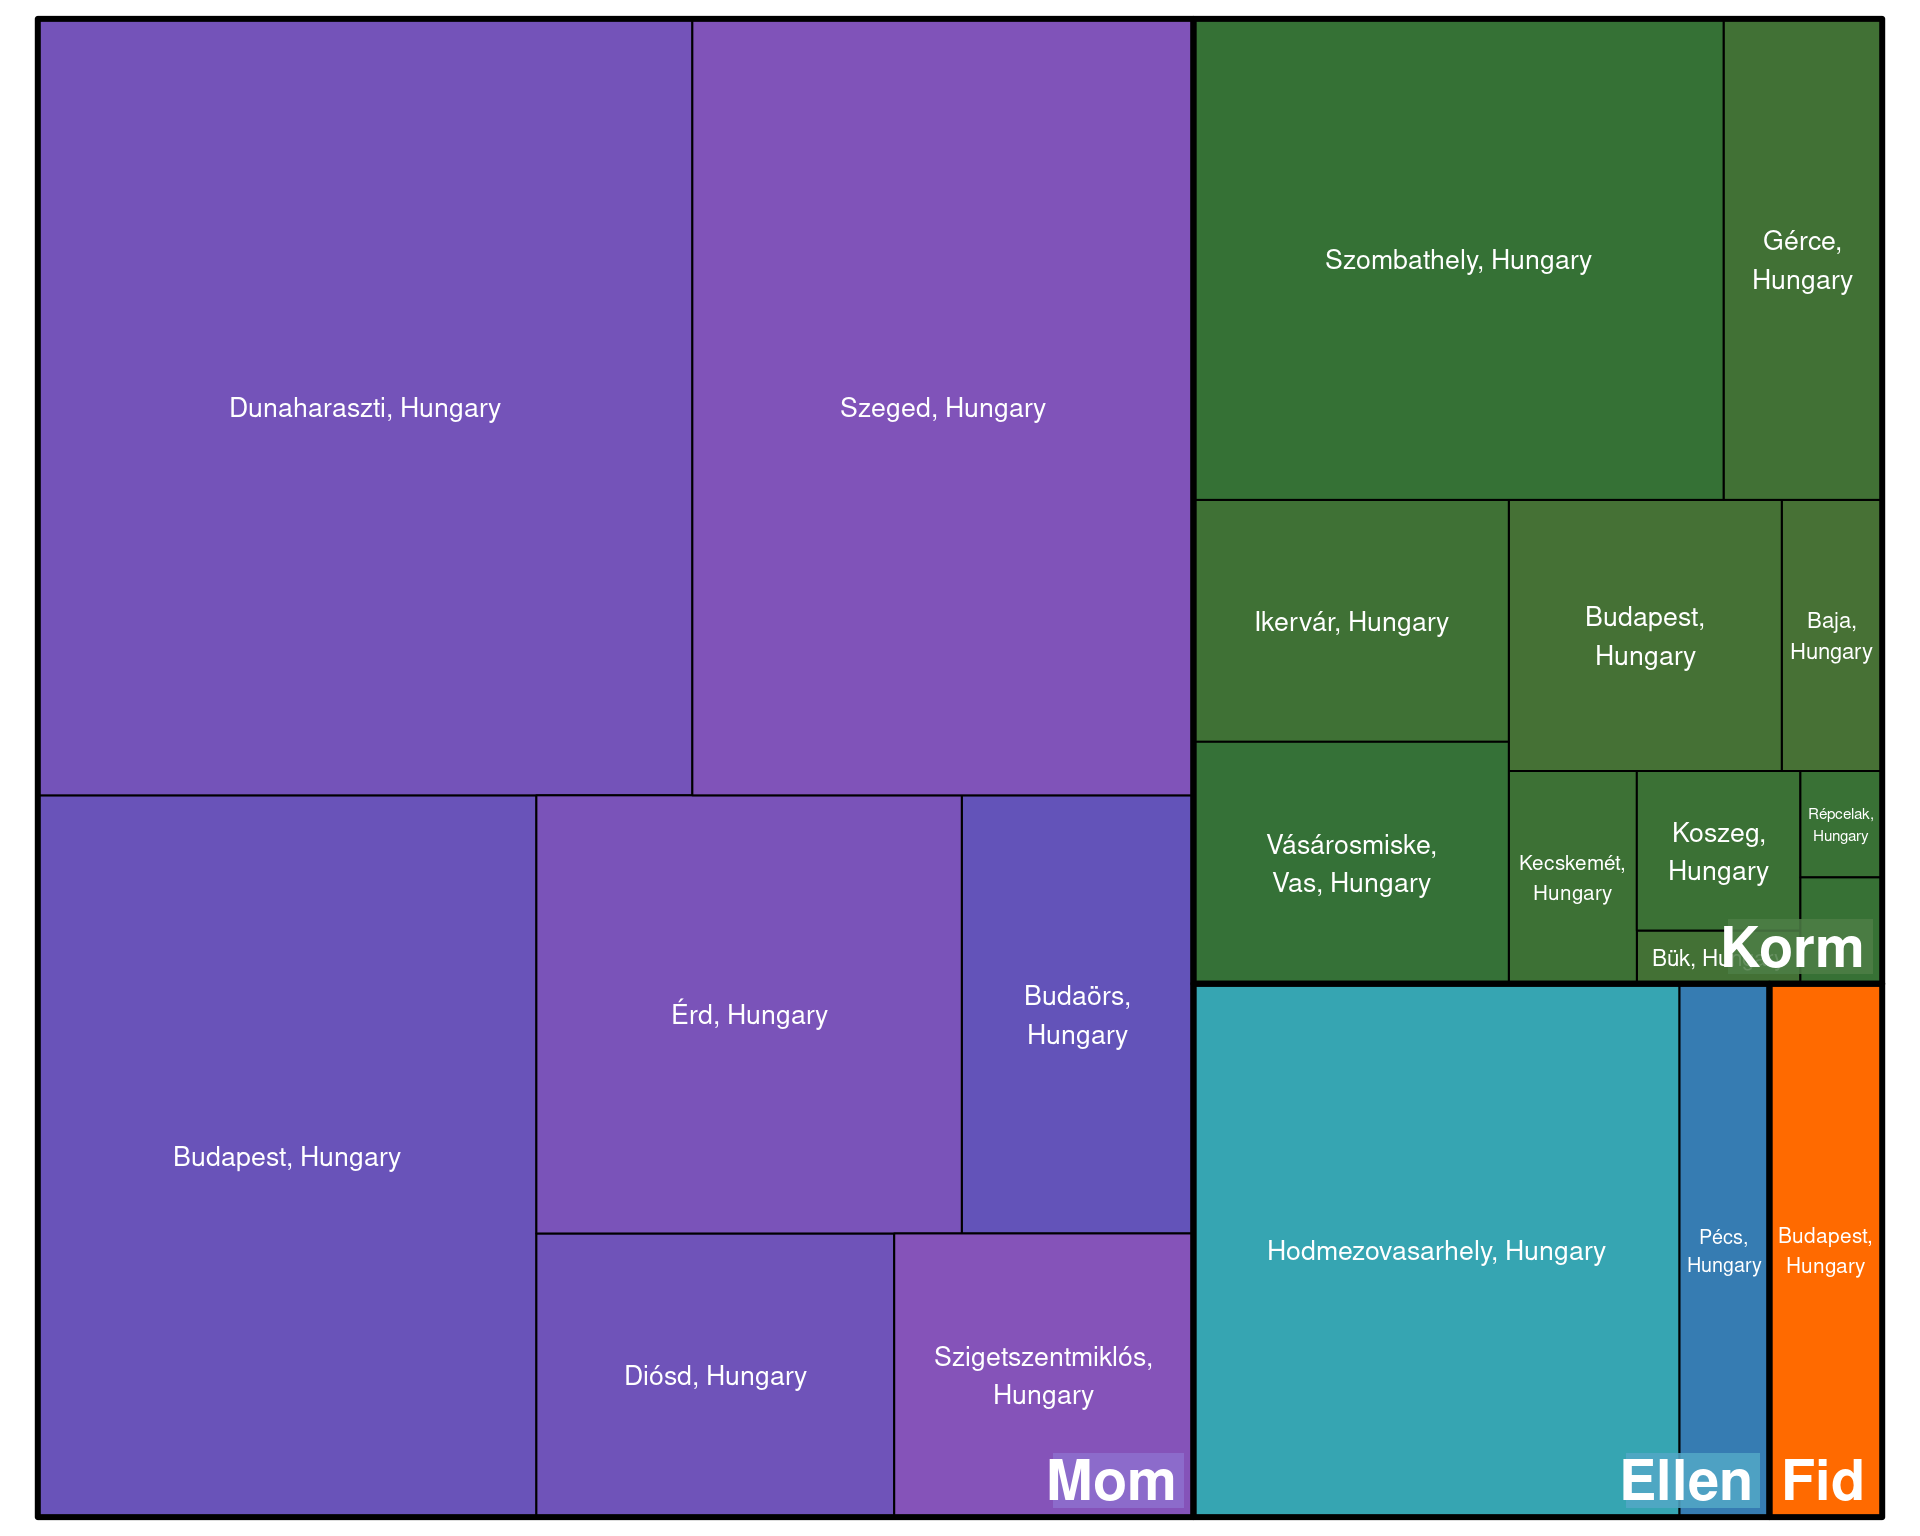 Dunaharaszti, Hungary
Szeged, Hungary
Budapest, Hungary
Érd, Hungary
Budaörs,
Hungary
Diósd, Hungary
Szigetszentmiklós,
Hungary
Mom
Szombathely, Hungary
Gérce,
Hungary
Ikervár, Hungary
Budapest,
Hungary
Baja,
Hungary
Vásárosmiske,
Vas, Hungary
Kecskemét,
Hungary
Koszeg,
Hungary
Répcelak,
Hungary
Bük,
Korm
Hodmezovasarhely, Hungary
Pécs,
Hungary
Ellen
Budapest,
Hungary
Fid